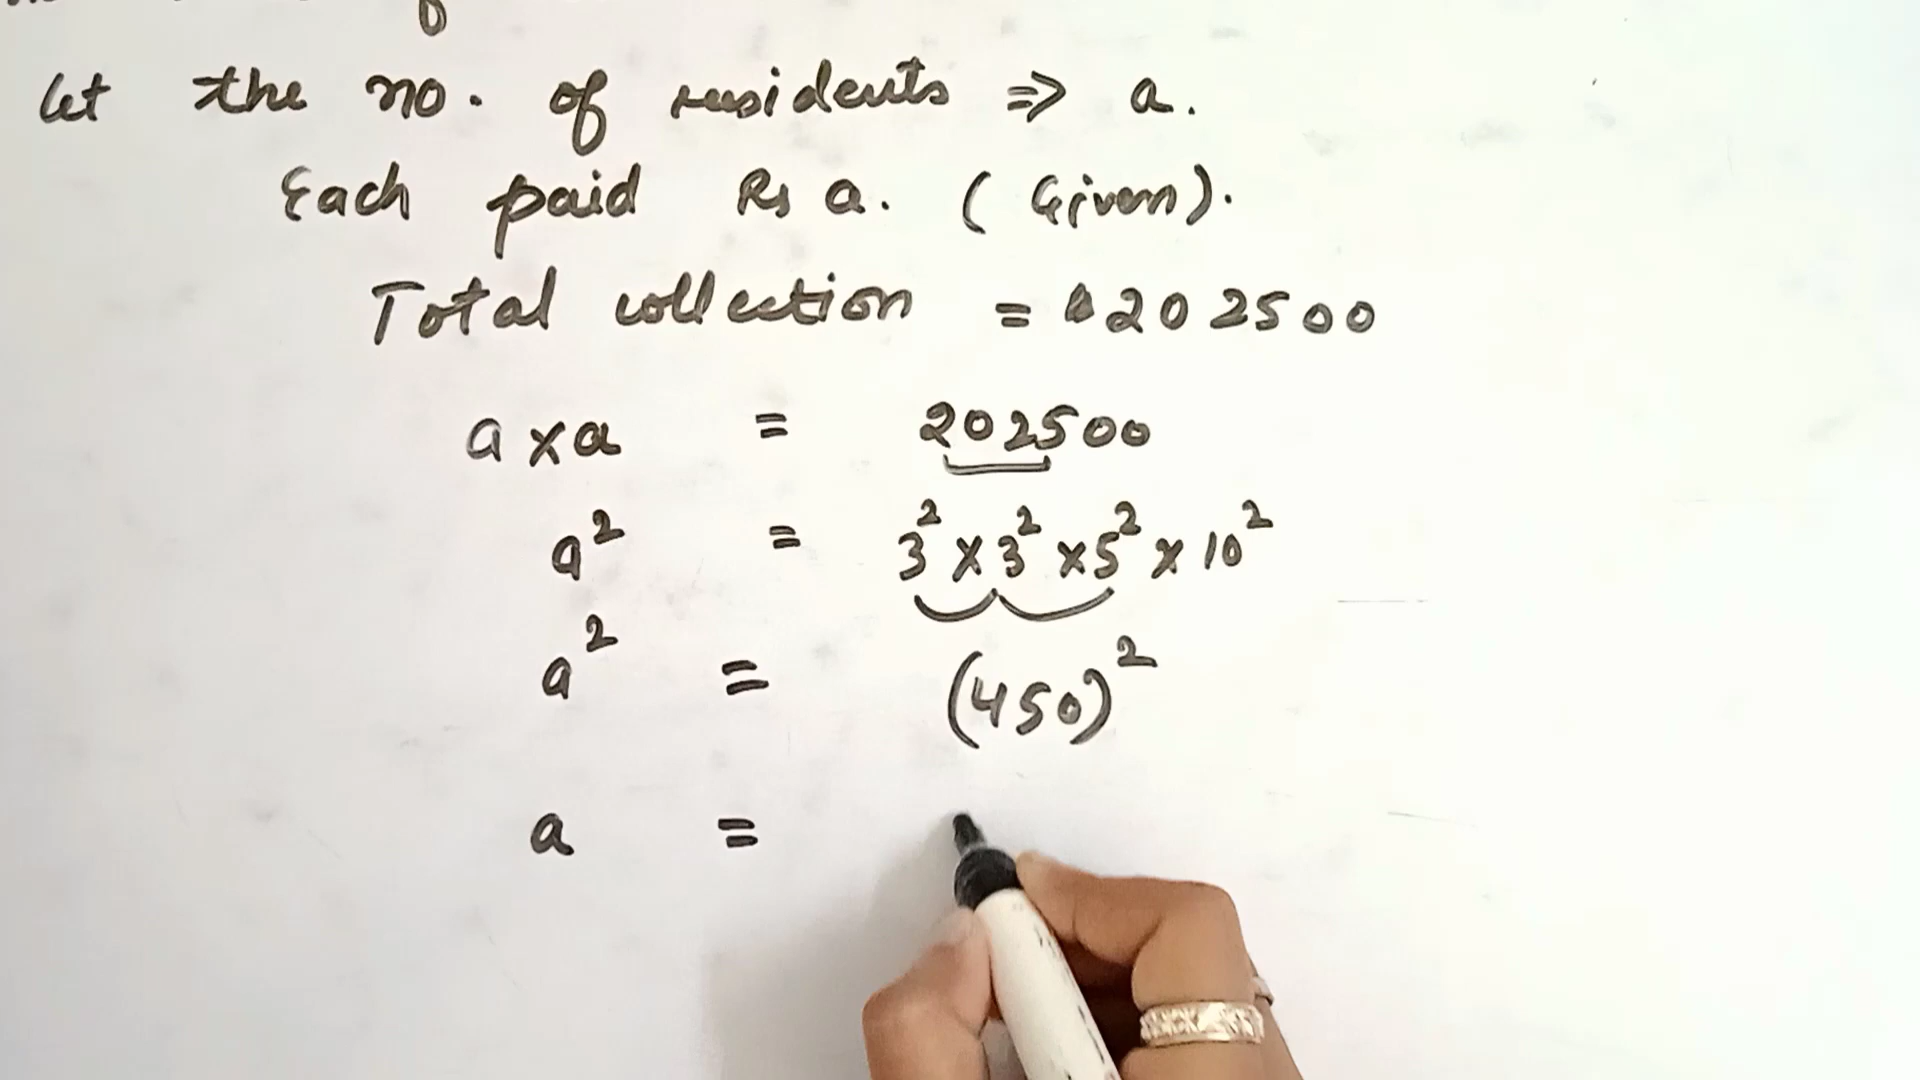 Let the no. of residents ⇒ a.
Each paid Rs a. (Given).
Total collection = 202500
a x a = 202500
a² = 3² x 3² x 5² x 10²
a² = (450)²
a =